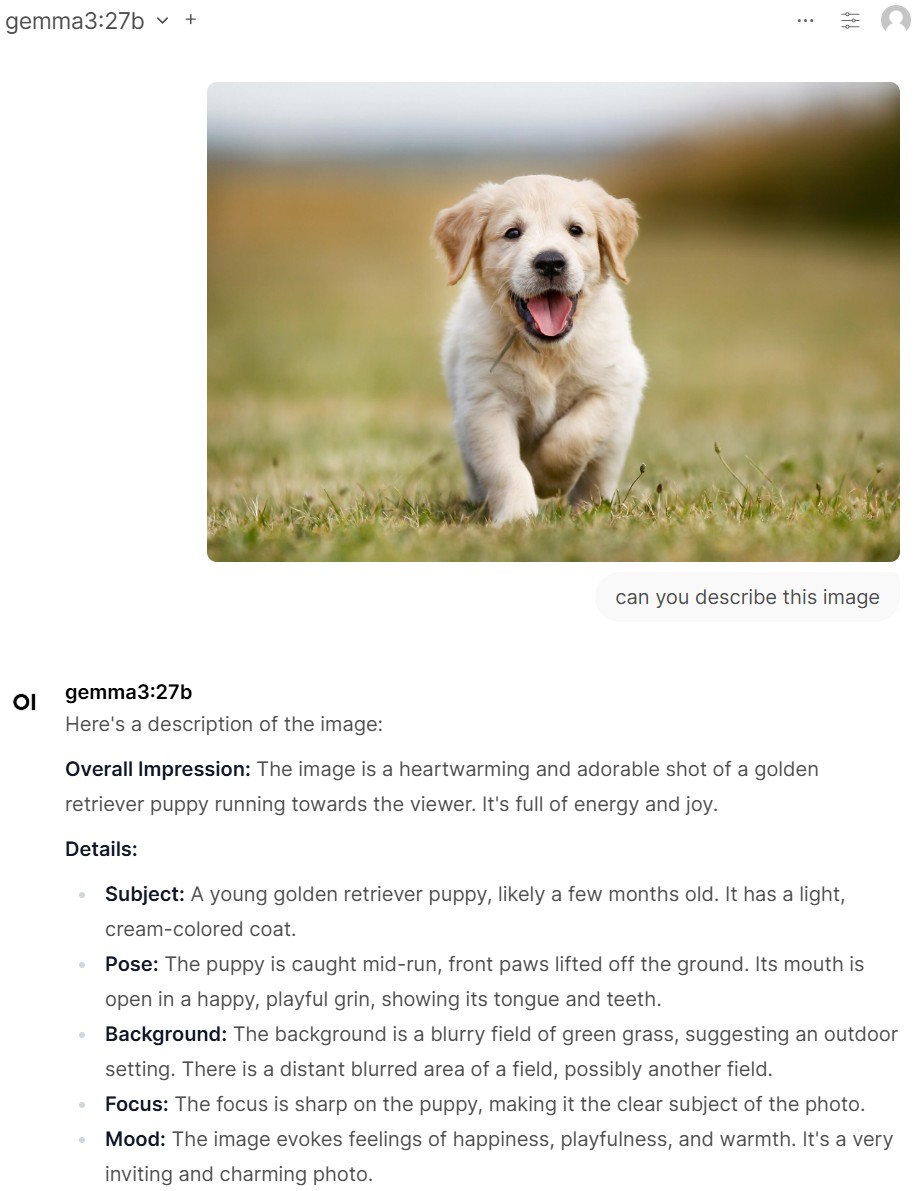 gemma3:27b
can you describe this image
OI
gemma3:27b
Here's a description of the image:
Overall Impression: The image is a heartwarming and adorable shot of a golden
retriever puppy running towards the viewer. It's full of energy and joy.
Details:
Subject: A young golden retriever puppy, likely a few months old. It has a light,
cream-colored coat.
Pose: The puppy is caught mid-run, front paws lifted off the ground. Its mouth is
open in a happy, playful grin, showing its tongue and teeth.
Background: The background is a blurry field of green grass, suggesting an outdoor
setting. There is a distant blurred area of a field, possibly another field.
Focus: The focus is sharp on the puppy, making it the clear subject of the photo.
Mood: The image evokes feelings of happiness, playfulness, and warmth. It's a very
inviting and charming photo.